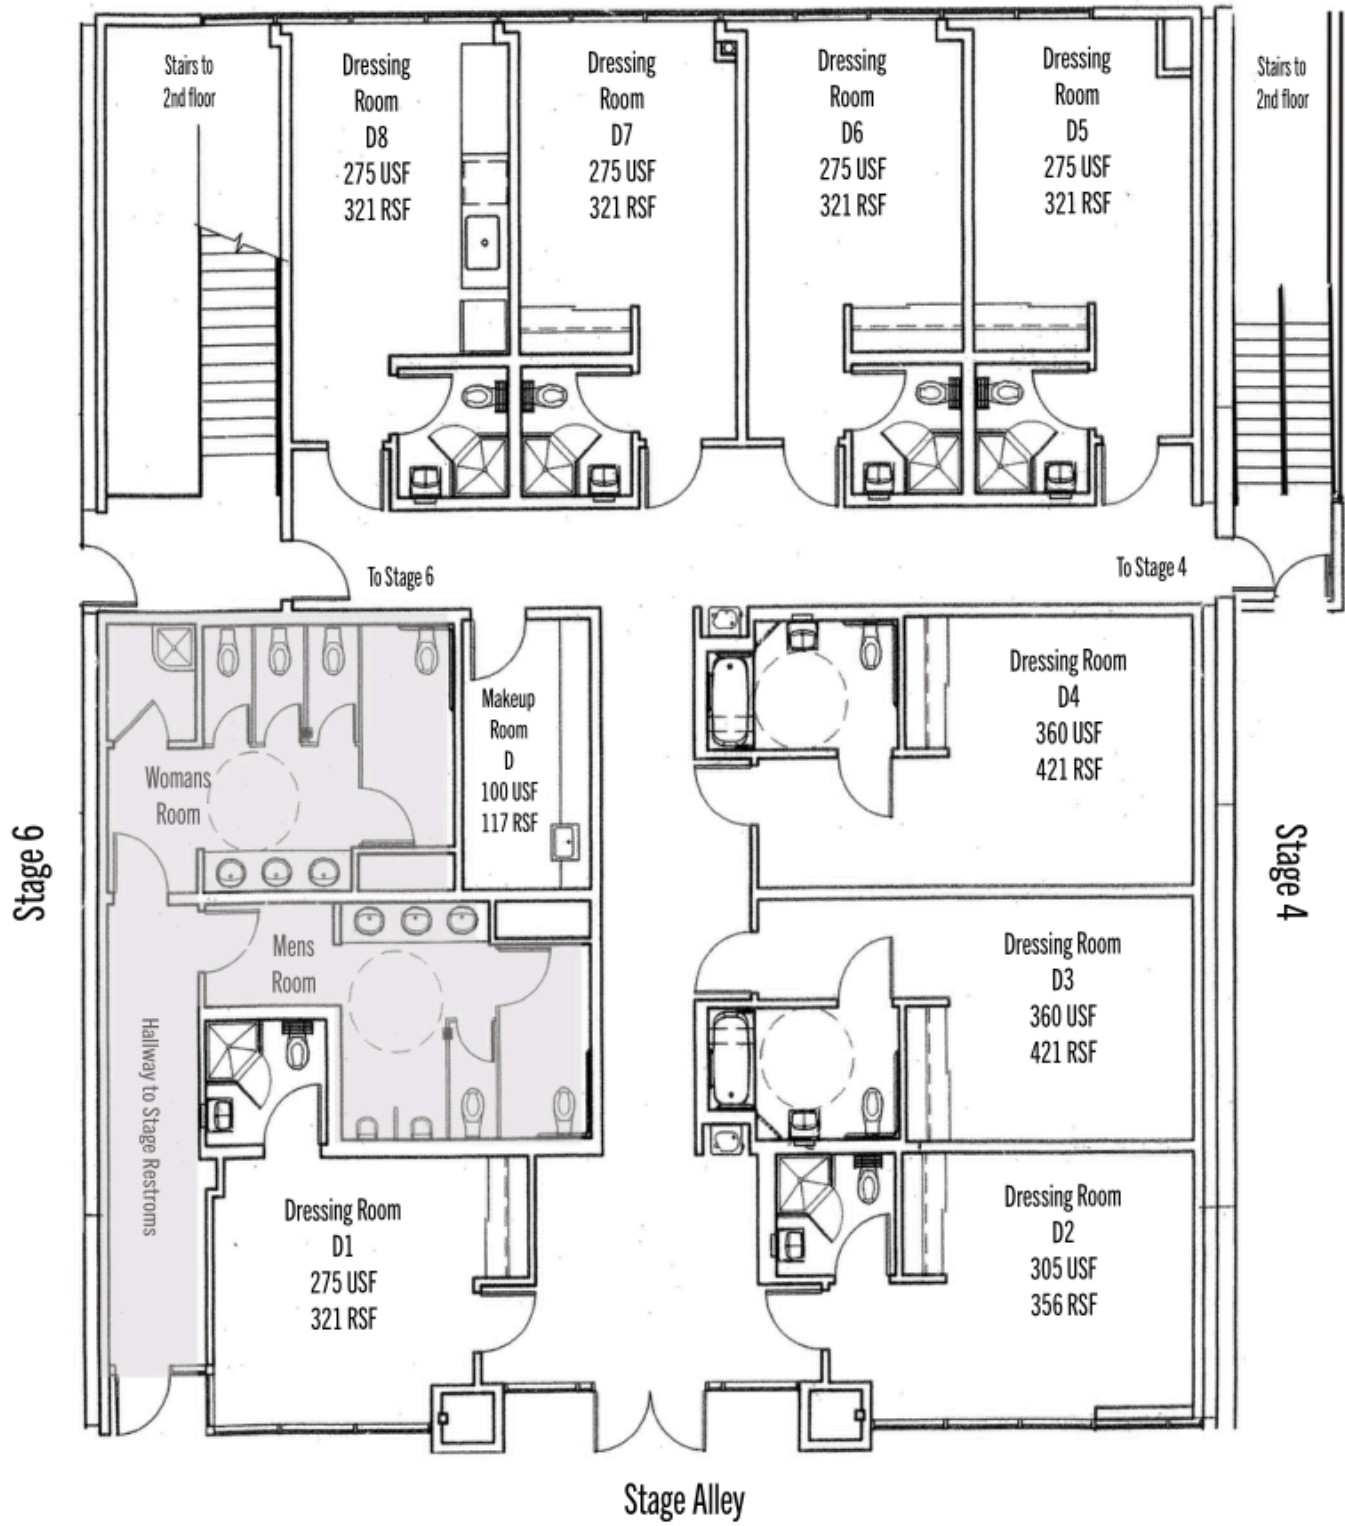 Stairs to
2nd floor
Dressing
Room
D8
275 USF
321 RSF
Dressing
Room
D7
275 USF
321 RSF
Dressing
Room
D6
275 USF
321 RSF
Dressing
Room
D5
275 USF
321 RSF
Stairs to
2nd floor
To Stage 6
To Stage 4
Womans
Room
Makeup
Room
D
100 USF
117 RSF
Dressing Room
D4
360 USF
421 RSF
Stage 6
Stage 4
Mens
Room
Dressing Room
D3
360 USF
421 RSF
Hallway to Stage Restroms
Dressing Room
D1
275 USF
321 RSF
Dressing Room
D2
305 USF
356 RSF
Stage Alley